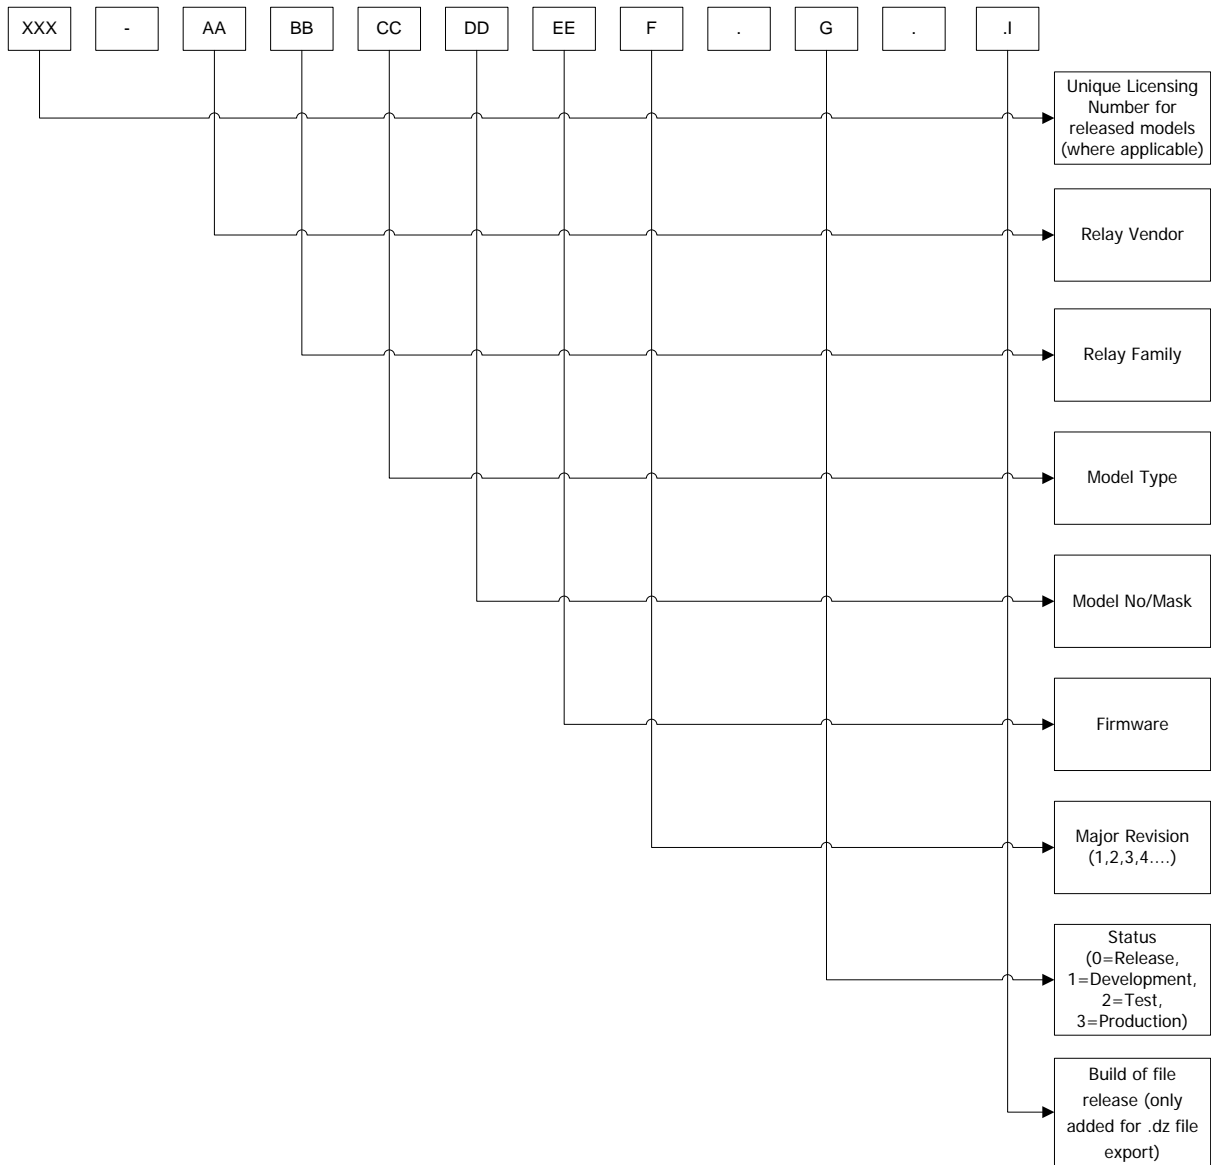 XXX - AA BB CC DD EE F . G . .I
Unique Licensing
Number for
released models
(where applicable)
Relay Vendor
Relay Family
Model Type
Model No/Mask
Firmware
Major Revision
(1,2,3,4....)
Status
(0=Release,
1=Development,
2=Test,
3=Production)
Build of file
release (only
added for .dz file
export)